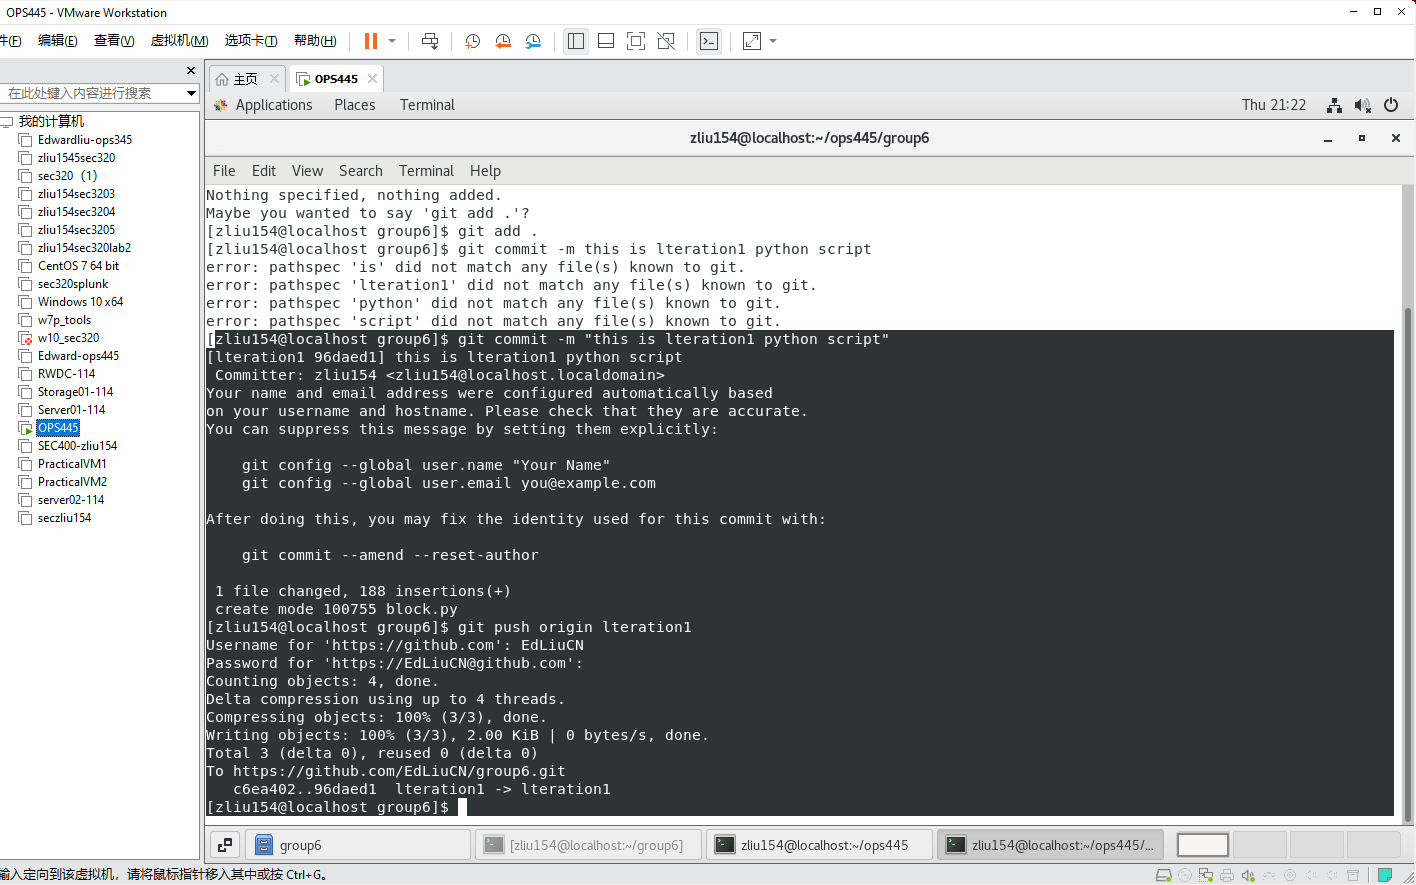 OPS445 - VMware Workstation
件(F) 编辑(E) 查看(V) 虚拟机(M) 选项卡(T) 帮助(H)
在此处键入内容进行搜索
我的计算机
Edwardliu-ops345
zliu1545sec320
sec320（1）
zliu154sec3203
zliu154sec3204
zliu154sec3205
zliu154sec320lab2
CentOS 7 64 bit
sec320splunk
Windows 10 x64
w7p_tools
w10_sec320
Edward-ops445
RWDC-114
Storage01-114
Server01-114
OPS445
SEC400-zliu154
PracticalVM1
PracticalVM2
server02-114
seczliu154
主页 OPS445
Applications Places Terminal Thu 21:22
zliu154@localhost:~/ops445/group6
File Edit View Search Terminal Help
Nothing specified, nothing added.
Maybe you wanted to say 'git add .'?
[zliu154@localhost group6]$ git add .
[zliu154@localhost group6]$ git commit -m this is lteration1 python script
error: pathspec 'is' did not match any file(s) known to git.
error: pathspec 'lteration1' did not match any file(s) known to git.
error: pathspec 'python' did not match any file(s) known to git.
error: pathspec 'script' did not match any file(s) known to git.
[zliu154@localhost group6]$ git commit -m "this is lteration1 python script"
[lteration1 96daed1] this is lteration1 python script
 Committer: zliu154 <zliu154@localhost.localdomain>
Your name and email address were configured automatically based
on your username and hostname. Please check that they are accurate.
You can suppress this message by setting them explicitly:
    git config --global user.name "Your Name"
    git config --global user.email you@example.com
After doing this, you may fix the identity used for this commit with:
    git commit --amend --reset-author
 1 file changed, 188 insertions(+)
 create mode 100755 block.py
[zliu154@localhost group6]$ git push origin lteration1
Username for 'https://github.com': EdLiuCN
Password for 'https://EdLiuCN@github.com':
Counting objects: 4, done.
Delta compression using up to 4 threads.
Compressing objects: 100% (3/3), done.
Writing objects: 100% (3/3), 2.00 KiB | 0 bytes/s, done.
Total 3 (delta 0), reused 0 (delta 0)
To https://github.com/EdLiuCN/group6.git
   c6ea402..96daed1  lteration1 -> lteration1
[zliu154@localhost group6]$
group6 [zliu154@localhost:~/group6] zliu154@localhost:~/ops445 zliu154@localhost:~/ops445/...
输入定向到该虚拟机，请将鼠标指针移入其中或按 Ctrl+G。